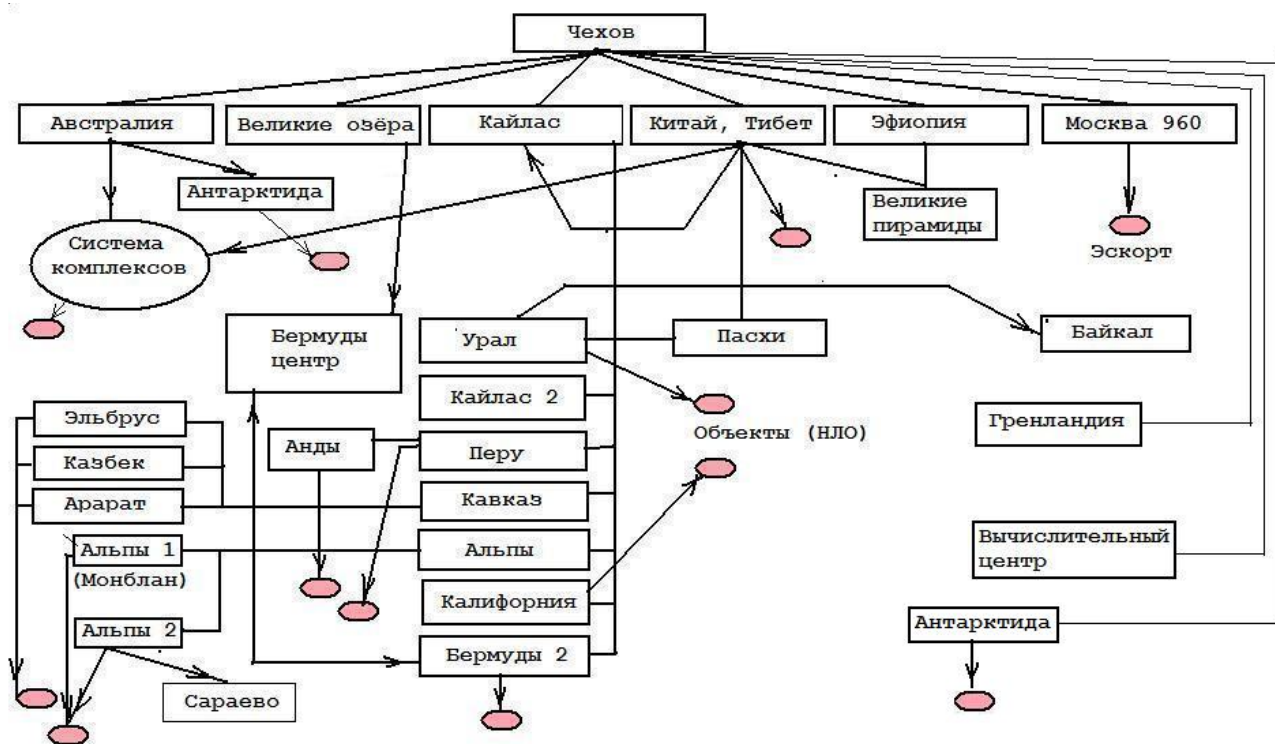 Чехов
Австралия
Великие озёра
Кайлас
Китай, Тибет
Эфиопия
Москва 960
Антарктида
Великие
пирамиды
Система
комплексов
Эскорт
Бермуды
центр
Урал
Пасхи
Байкал
Кайлас 2
Эльбрус
Гренландия
Объекты (НЛО)
Анды
Перу
Казбек
Арарат
Кавказ
Альпы 1
(Монблан)
Альпы
Вычислительный
центр
Калифорния
Альпы 2
Антарктида
Бермуды 2
Сараево